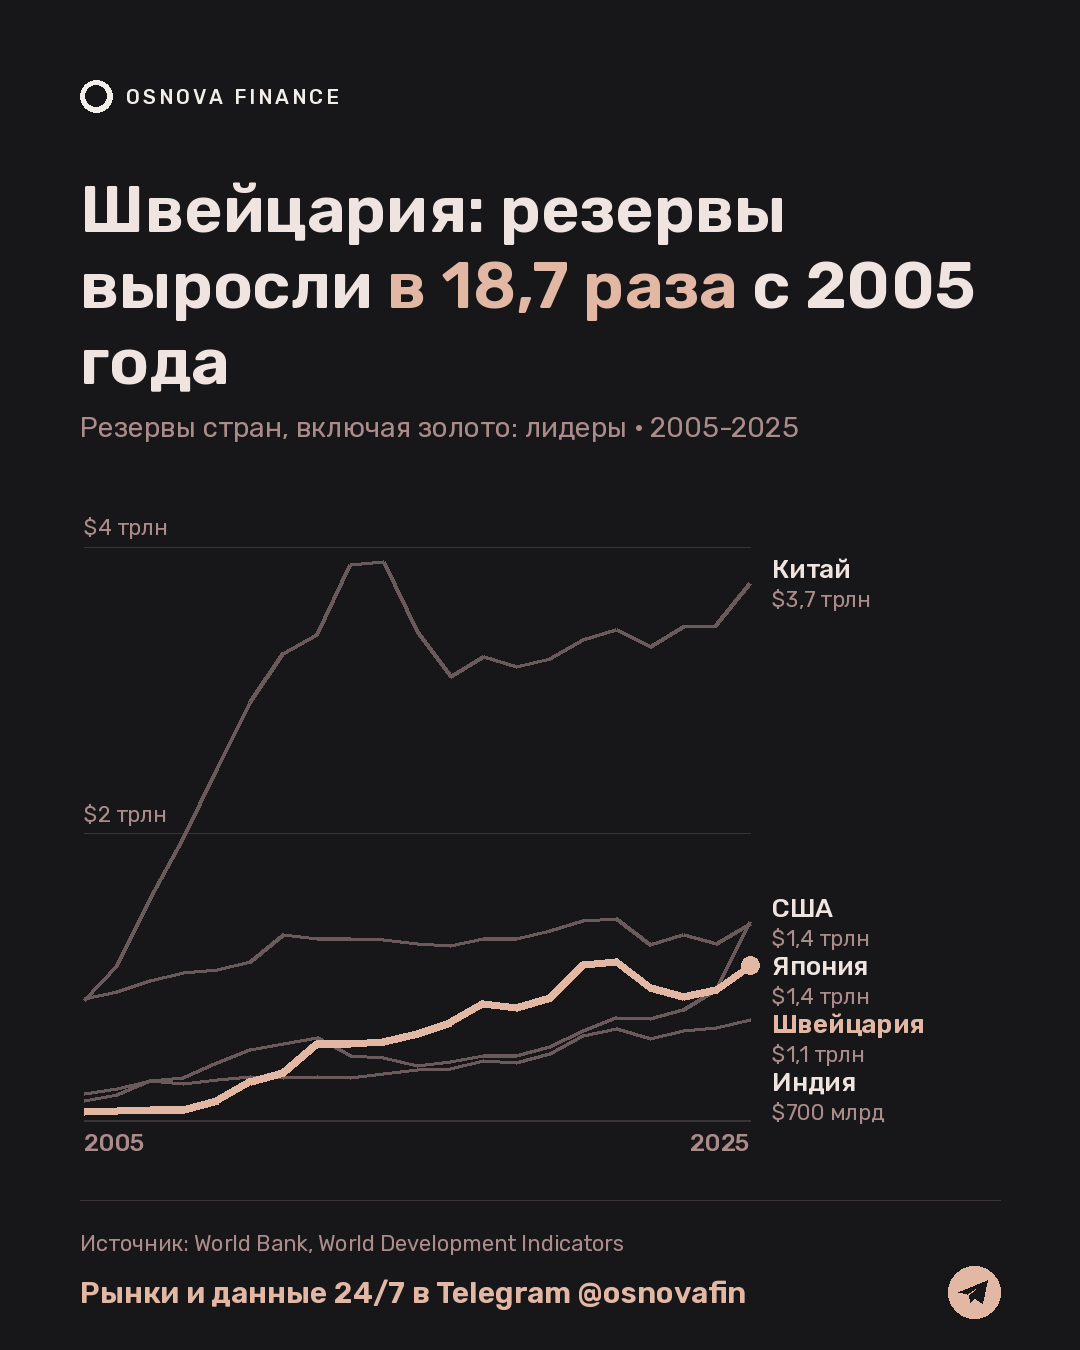 OSNOVA FINANCE
Швейцария: резервы
выросли в 18,7 раза с 2005
года
Резервы стран, включая золото: лидеры • 2005–2025
$4 трлн
Китай
$3,7 трлн
$2 трлн
США
$1,4 трлн
Япония
$1,4 трлн
Швейцария
$1,1 трлн
Индия
$700 млрд
2005
2025
Источник: World Bank, World Development Indicators
Рынки и данные 24/7 в Telegram @osnovafin